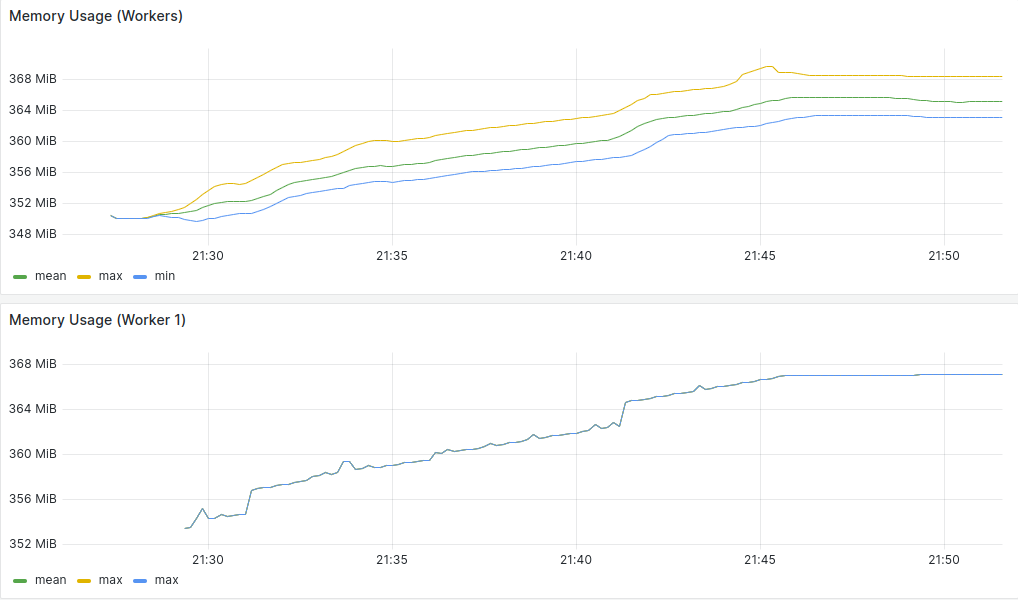 Memory Usage (Workers)
368 MiB
364 MiB
360 MiB
356 MiB
352 MiB
348 MiB
21:30 21:35 21:40 21:45 21:50
mean max min
Memory Usage (Worker 1)
368 MiB
364 MiB
360 MiB
356 MiB
352 MiB
21:30 21:35 21:40 21:45 21:50
mean max max